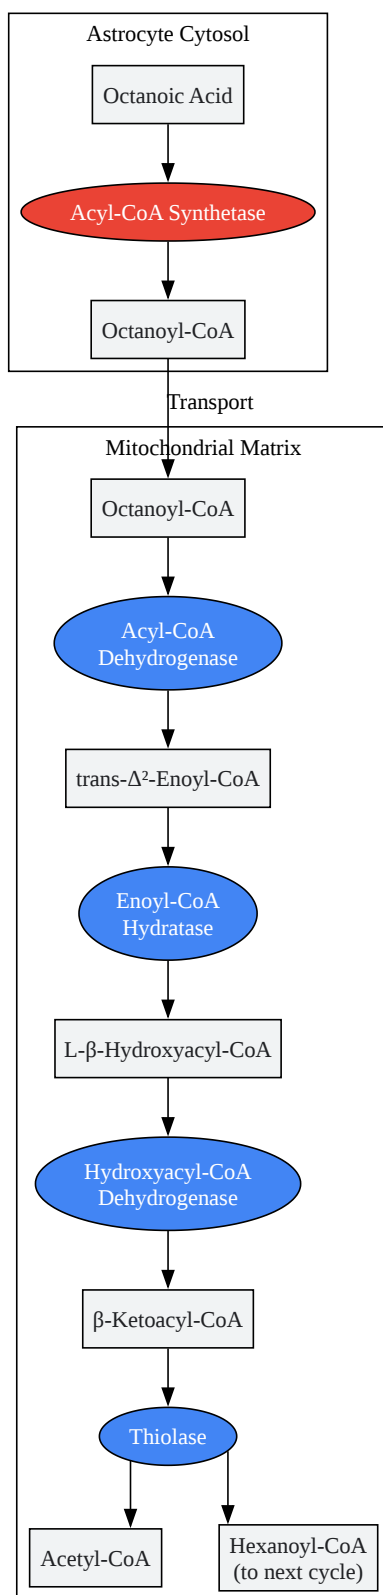 Astrocyte Cytosol
Octanoic Acid
Acyl-CoA Synthetase
Octanoyl-CoA
Transport
Mitochondrial Matrix
Octanoyl-CoA
Acyl-CoA
Dehydrogenase
trans-Δ²-Enoyl-CoA
Enoyl-CoA
Hydratase
L-β-Hydroxyacyl-CoA
Hydroxyacyl-CoA
Dehydrogenase
β-Ketoacyl-CoA
Thiolase
Acetyl-CoA
Hexanoyl-CoA
(to next cycle)